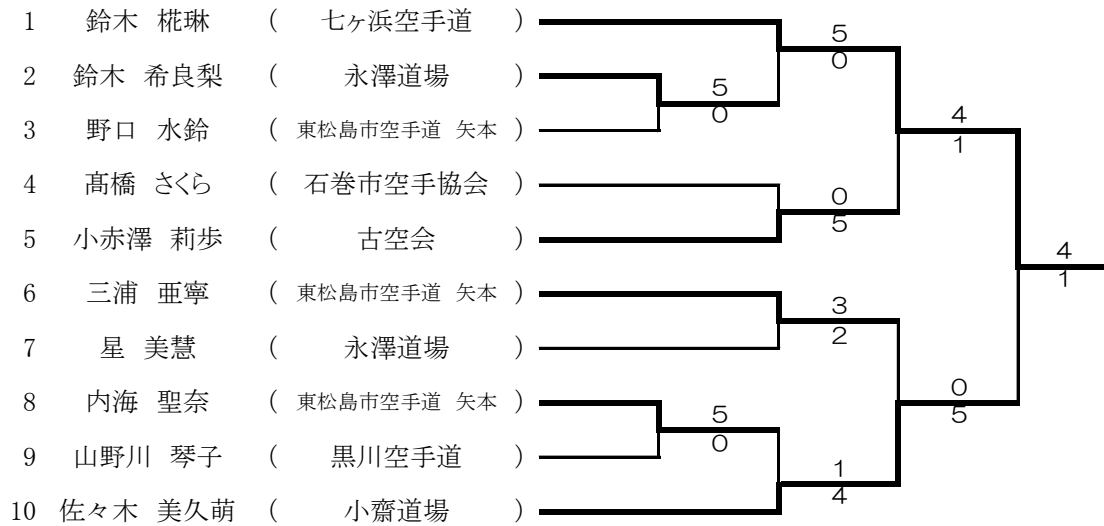 1 鈴木 椛琳 ( 七ヶ浜空手道 )
5
0
2 鈴木 希良梨 ( 永澤道場 )
5
0
3 野口 水鈴 ( 東松島市空手道 矢本 )
4
1
4 髙橋 さくら ( 石巻市空手協会 )
0
5
5 小赤澤 莉歩 ( 古空会 )
4
1
6 三浦 亜寧 ( 東松島市空手道 矢本 )
3
2
7 星 美慧 ( 永澤道場 )
8 内海 聖奈 ( 東松島市空手道 矢本 )
0
5
5
0
9 山野川 琴子 ( 黒川空手道 )
1
4
10 佐々木 美久萌 ( 小齋道場 )